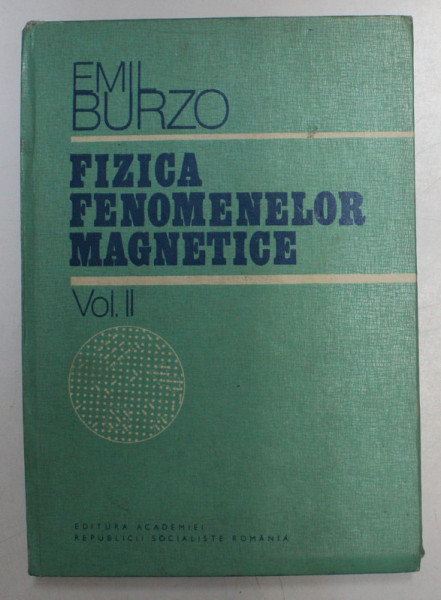 EMIL
BURZO
FIZICA
FENOMENELOR
MAGNETICE
Vol. II
EDITURA ACADEMIEI
REPUBLICII SOCIALISTE ROMÂNIA